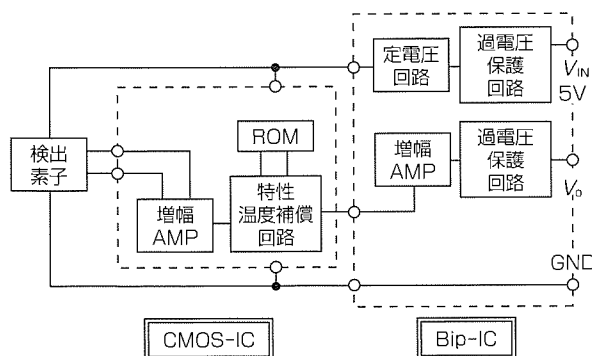 定電圧
回路
過電圧
保護
回路
VIN
5V
ROM
検出
素子
増幅
AMP
特性
温度補償
回路
増幅
AMP
過電圧
保護
回路
V0
GND
CMOS-IC
Bip-IC